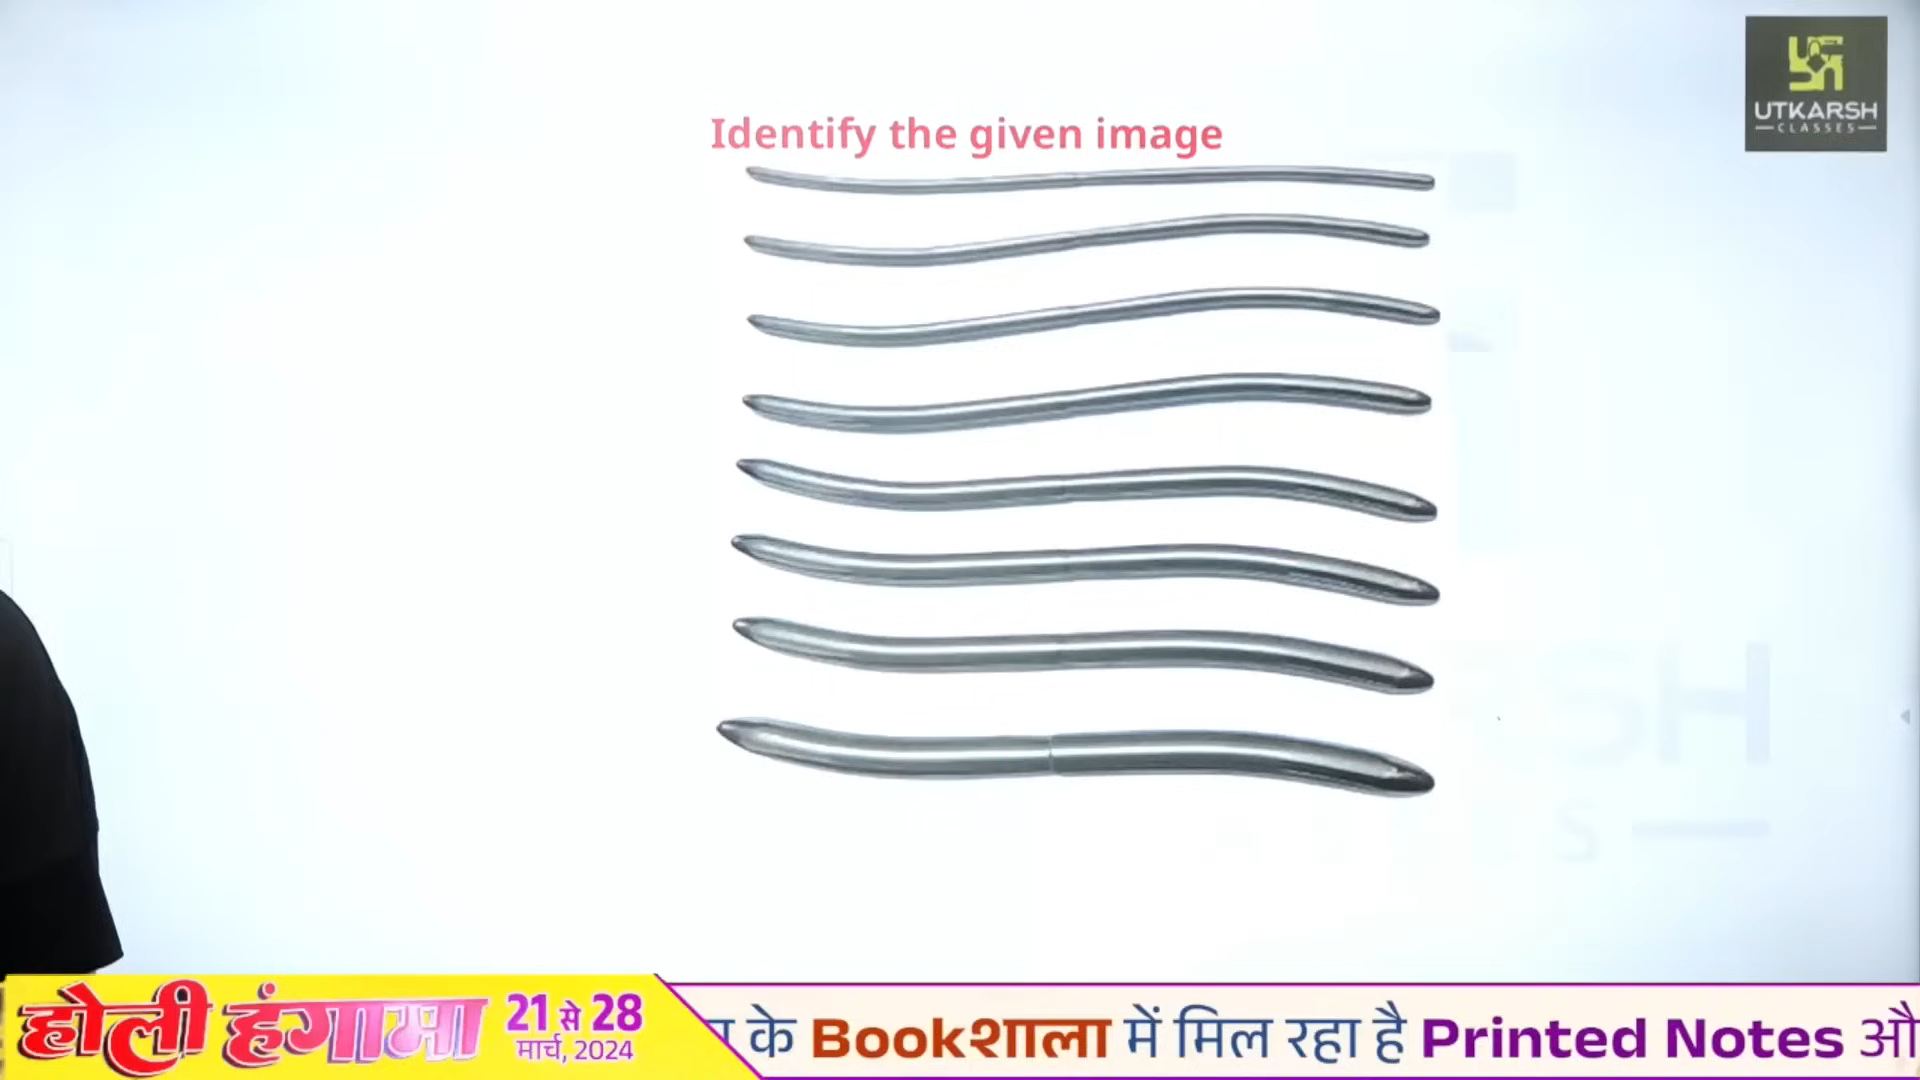 UTKARSH
CLASSES
Identify the given image
होली हंगामा
21 से 28
मार्च, 2024
के Bookशाला में मिल रहा है Printed Notes